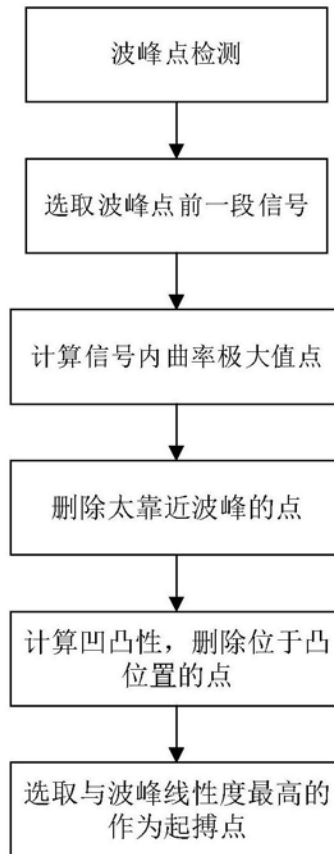 波峰点检测
选取波峰点前一段信号
计算信号内曲率极大值点
删除太靠近波峰的点
计算凹凸性，删除位于凸
位置的点
选取与波峰线性度最高的
作为起搏点